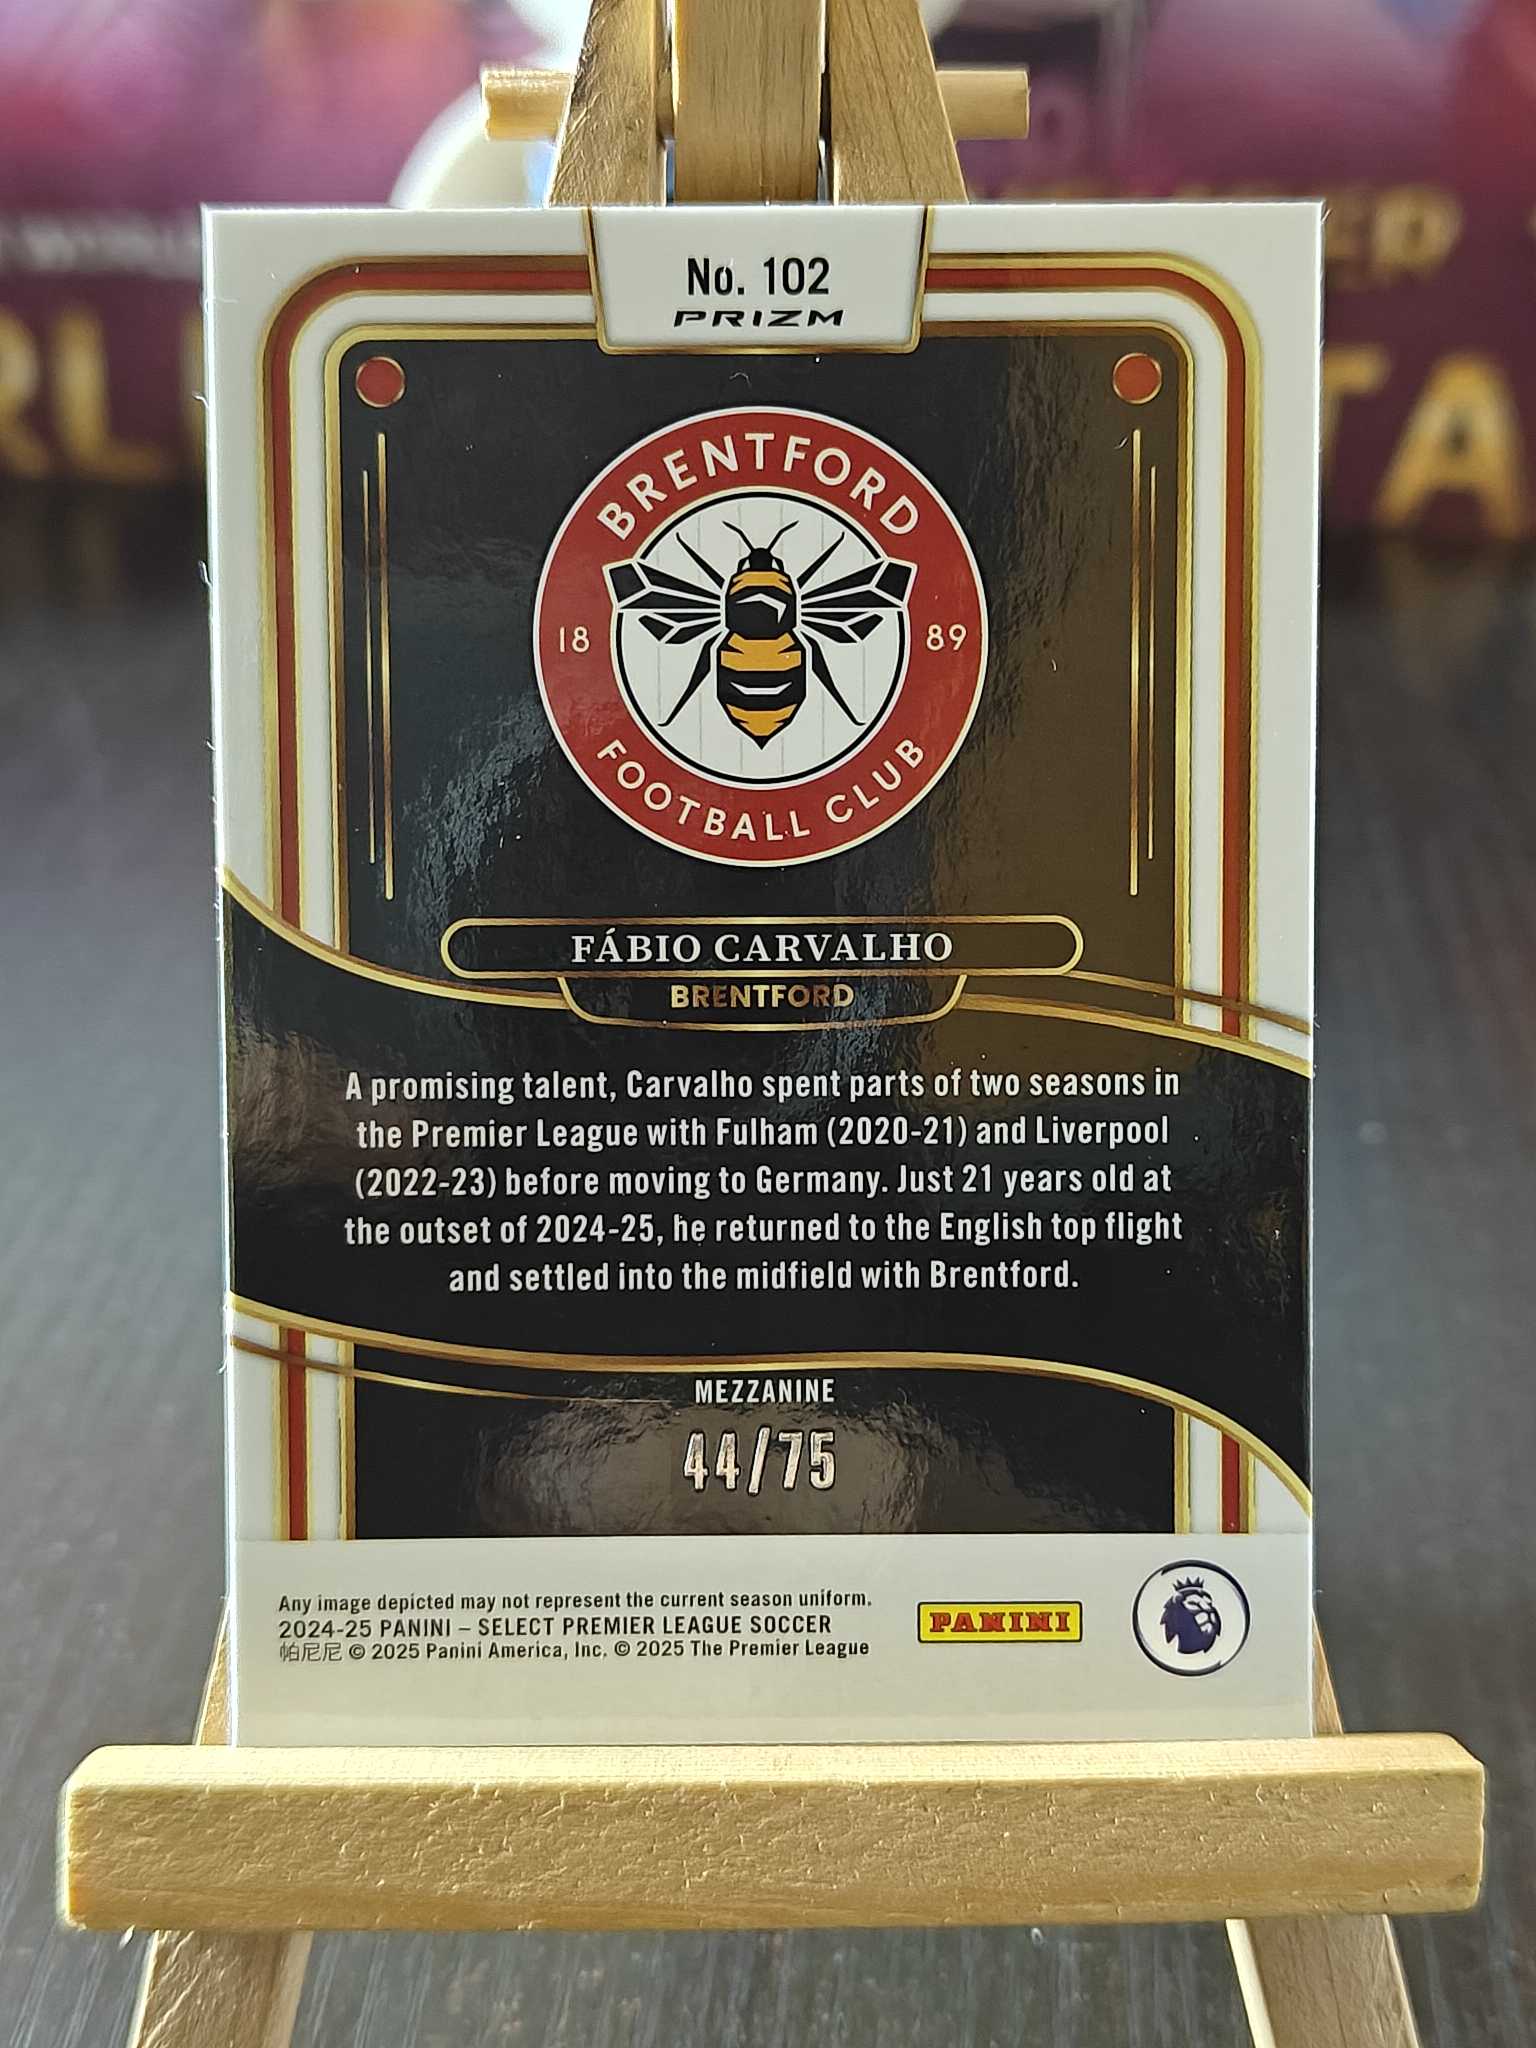 No. 102
PRIZM
BRENTFORD
18 89
FOOTBALL CLUB
FÁBIO CARVALHO
BRENTFORD
A promising talent, Carvalho spent parts of two seasons in
the Premier League with Fulham (2020-21) and Liverpool
(2022-23) before moving to Germany. Just 21 years old at
the outset of 2024-25, he returned to the English top flight
and settled into the midfield with Brentford.
MEZZANINE
44/75
Any image depicted may not represent the current season uniform.
2024-25 PANINI – SELECT PREMIER LEAGUE SOCCER
帕尼尼 © 2025 Panini America, Inc. © 2025 The Premier League
PANINI